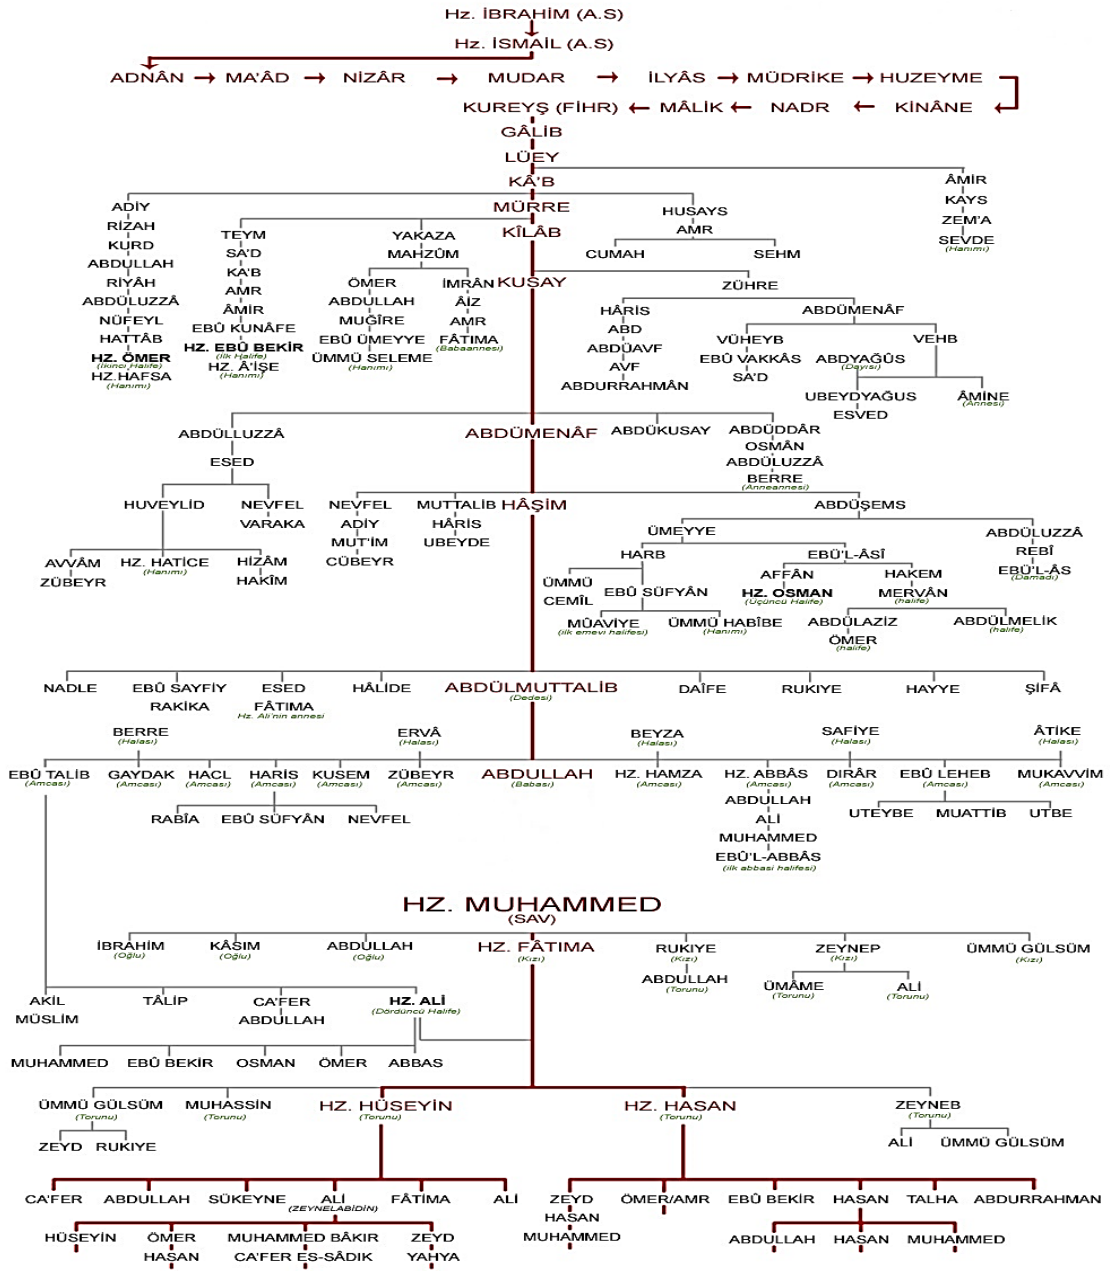 Hz. İBRAHİM (A.S)
Hz. İSMAİL (A.S)
ADNÂN → MA'ÂD → NİZÂR → MUDAR → İLYÂS → MÜDRİKE → HUZEYME
KUREYŞ (FİHR) ← MÂLİK ← NADR ← KİNÂNE
GÂLİB
LÜEY
KÂ'B
MÜRRE
KÎLÂB
KUSAY
ÂMİR
KAYS
ZEM'A
SEVDE
(Hanımı)
ADİY
RİZAH
KURD
ABDULLAH
RİYÂH
ABDÜLUZZÂ
NÜFEYL
HATTÂB
HZ. ÖMER
(İkinci Halife)
HZ.HAFSA
(Hanımı)
TEYM
SA'D
KA'B
AMR
ÂMİR
EBÛ KUNÂFE
HZ. EBÛ BEKİR
(İlk Halife)
HZ. Â'İŞE
(Hanımı)
YAKAZA
MAHZÛM
ÖMER
ABDULLAH
MUĞÎRE
EBÛ ÜMEYYE
ÜMMÜ SELEME
(Hanımı)
İMRÂN
ÂİZ
AMR
FÂTIMA
(Babaannesi)
HUSAYS
AMR
CUMAH SEHM
ZÜHRE
HÂRİS
ABD
ABDÜAVF
AVF
ABDURRAHMÂN
ABDÜMENÂF
VÜHEYB
EBÛ VAKKÂS
SA'D
VEHB
ABDYAĞÛS
(Dayısı)
UBEYDYAĞUS
ESVED
ÂMİNE
(Annesi)
ABDÜLLUZZÂ
ESED
HUVEYLİD
NEVFEL
VARAKA
AVVÂM
ZÜBEYR
HZ. HATİCE
(Hanımı)
HİZÂM
HAKÎM
ABDÜMENÂF
ABDÜKUSAY
ABDÜDDÂR
OSMÂN
ABDÜLUZZÂ
BERRE
(Anneannesi)
NEVFEL
ADİY
MUT'İM
CÜBEYR
MUTTALİB
HÂRİS
UBEYDE
HÂŞİM
ABDÜŞEMS
ÜMEYYE
HARB
ÜMMÜ
CEMÎL
EBÛ SÜFYÂN
MÛAVİYE
(ilk emevi halifesi)
ÜMMÜ HABÎBE
(Hanımı)
EBÜ'L-ÂSÎ
AFFÂN
HZ. OSMAN
(Üçüncü Halife)
HAKEM
MERVÂN
(halife)
ABDÜLAZİZ
ÖMER
(halife)
ABDÜLMELİK
(halife)
ABDÜLUZZÂ
REBÎ
EBÜ'L-ÂS
(Damadı)
NADLE
EBÛ SAYFİY
RAKİKA
ESED
FÂTIMA
Hz. Ali'nin annesi
HÂLİDE
ABDÜLMUTTALİB
(Dedesi)
DAÎFE
RUKIYE
HAYYE
ŞİFÂ
BERRE
(Halası)
ERVÂ
(Halası)
BEYZA
(Halası)
SAFİYE
(Halası)
ÂTİKE
(Halası)
EBÛ TALİB
(Amcası)
GAYDAK
(Amcası)
HACL
(Amcası)
HARİS
(Amcası)
KUSEM
(Amcası)
ZÜBEYR
(Amcası)
ABDULLAH
(Babası)
HZ. HAMZA
(Amcası)
HZ. ABBÂS
(Amcası)
DIRÂR
(Amcası)
EBÛ LEHEB
(Amcası)
MUKAVVİM
(Amcası)
RABÎA EBÛ SÜFYÂN NEVFEL
ABDULLAH
ALİ
MUHAMMED
EBÛ'L-ABBÂS
(ilk abbasi halifesi)
UTEYBE MUATTİB UTBE
HZ. MUHAMMED
(SAV)
İBRAHİM
(Oğlu)
KÂSIM
(Oğlu)
ABDULLAH
(Oğlu)
HZ. FÂTIMA
(Kızı)
RUKIYE
(Kızı)
ABDULLAH
(Torunu)
ZEYNEP
(Kızı)
ÜMÂME
(Torunu)
ALİ
(Torunu)
ÜMMÜ GÜLSÜM
(Kızı)
AKİL
MÜSLİM
TÂLİP
CA'FER
ABDULLAH
HZ. ALİ
(Dördüncü Halife)
MUHAMMED EBÛ BEKİR OSMAN ÖMER ABBAS
ÜMMÜ GÜLSÜM
(Torunu)
ZEYD RUKIYE
MUHASSİN
(Torunu)
HZ. HÜSEYİN
(Torunu)
HZ. HASAN
(Torunu)
ZEYNEB
(Torunu)
ALİ ÜMMÜ GÜLSÜM
CA'FER ABDULLAH SÜKEYNE ALİ FÂTİMA ALİ
(ZEYNELABİDİN)
HÜSEYİN
ÖMER
HASAN
MUHAMMED BÂKIR
CA'FER ES-SÂDIK
ZEYD
YAHYA
ZEYD
HASAN
MUHAMMED
ÖMER/AMR EBÛ BEKİR HASAN TALHA ABDURRAHMAN
ABDULLAH HASAN MUHAMMED